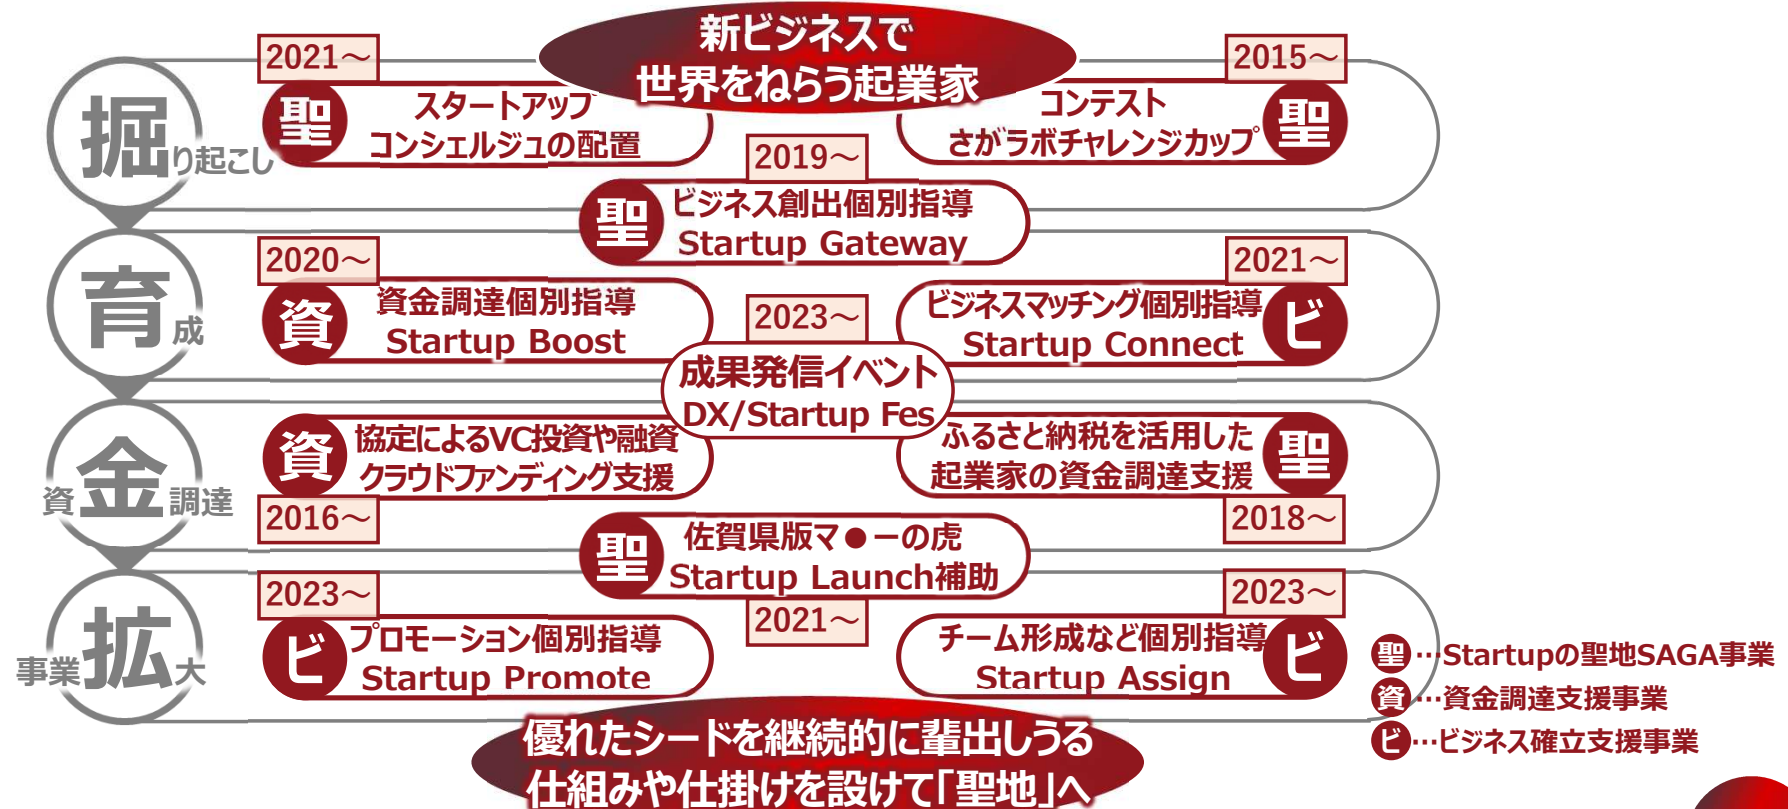 新ビジネスで
世界をねらう起業家
掘り起こし
2021～
聖
スタートアップ
コンシェルジュの配置
2015～
コンテスト
さがラボチャレンジカップ
聖
2019～
聖
ビジネス創出個別指導
Startup Gateway
育成
2020～
資
資金調達個別指導
Startup Boost
2021～
ビジネスマッチング個別指導
Startup Connect
ビ
2023～
成果発信イベント
DX/Startup Fes
資金調達
資
協定によるVC投資や融資
クラウドファンディング支援
2016～
ふるさと納税を活用した
起業家の資金調達支援
聖
2018～
聖
佐賀県版マ●ーの虎
Startup Launch補助
2021～
事業拡大
2023～
ビ
プロモーション個別指導
Startup Promote
2023～
チーム形成など個別指導
Startup Assign
ビ
聖…Startupの聖地SAGA事業
資…資金調達支援事業
ビ…ビジネス確立支援事業
優れたシードを継続的に輩出しうる
仕組みや仕掛けを設けて「聖地」へ